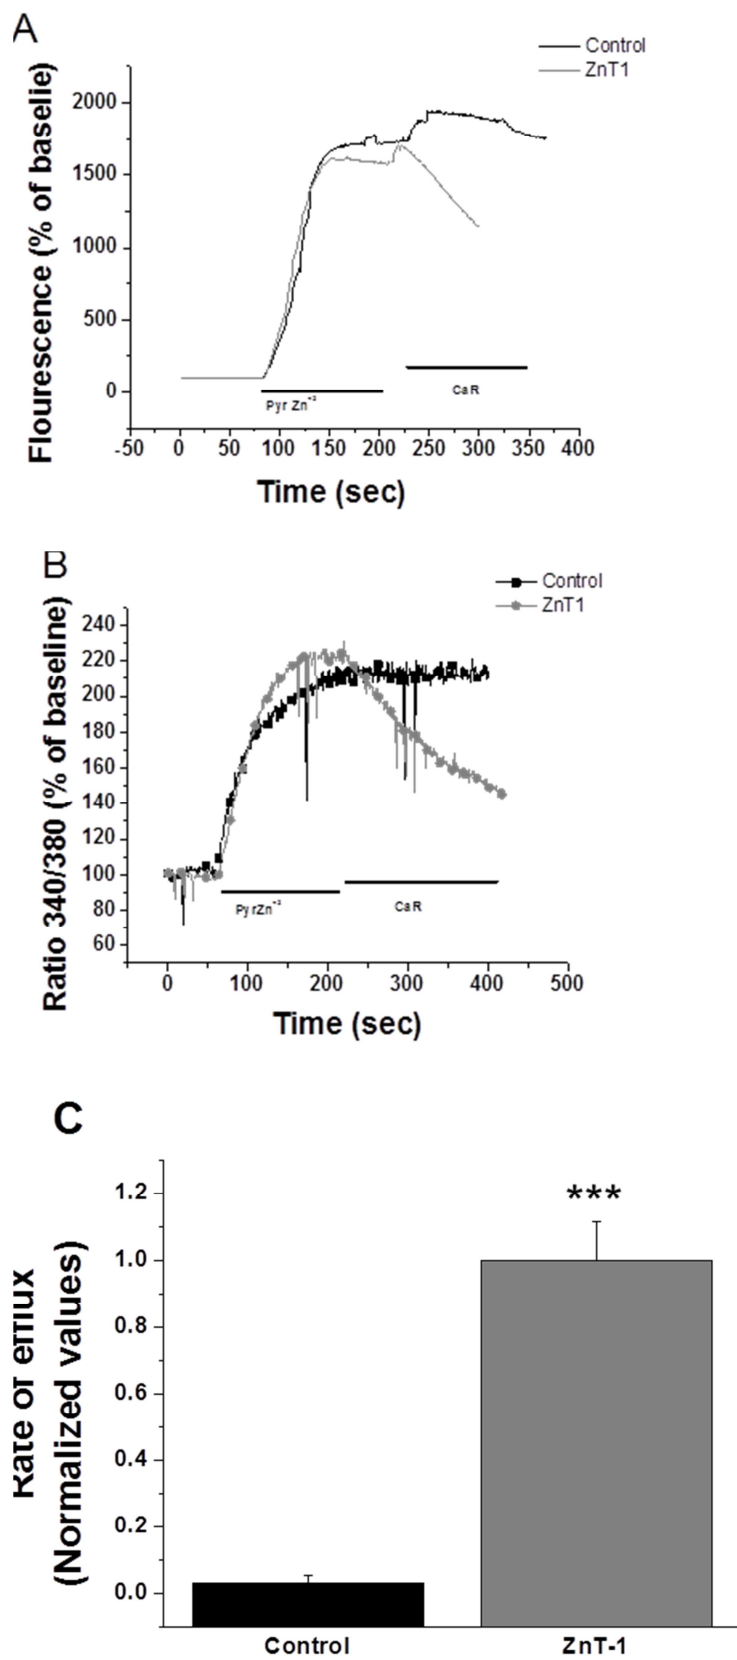 A
Control
ZnT1
Flourescence (% of baselie)
2000
1500
1000
500
0
Pyr Zn+2
CaR
-50 0 50 100 150 200 250 300 350 400
Time (sec)
B
Control
ZnT1
Ratio 340/380 (% of baseline)
240
220
200
180
160
140
120
100
80
60
PyrZn+2
CaR
0 100 200 300 400 500
Time (sec)
C
Rate of efflux
(Normalized values)
1.2
1.0
0.8
0.6
0.4
0.2
0.0
***
Control ZnT-1